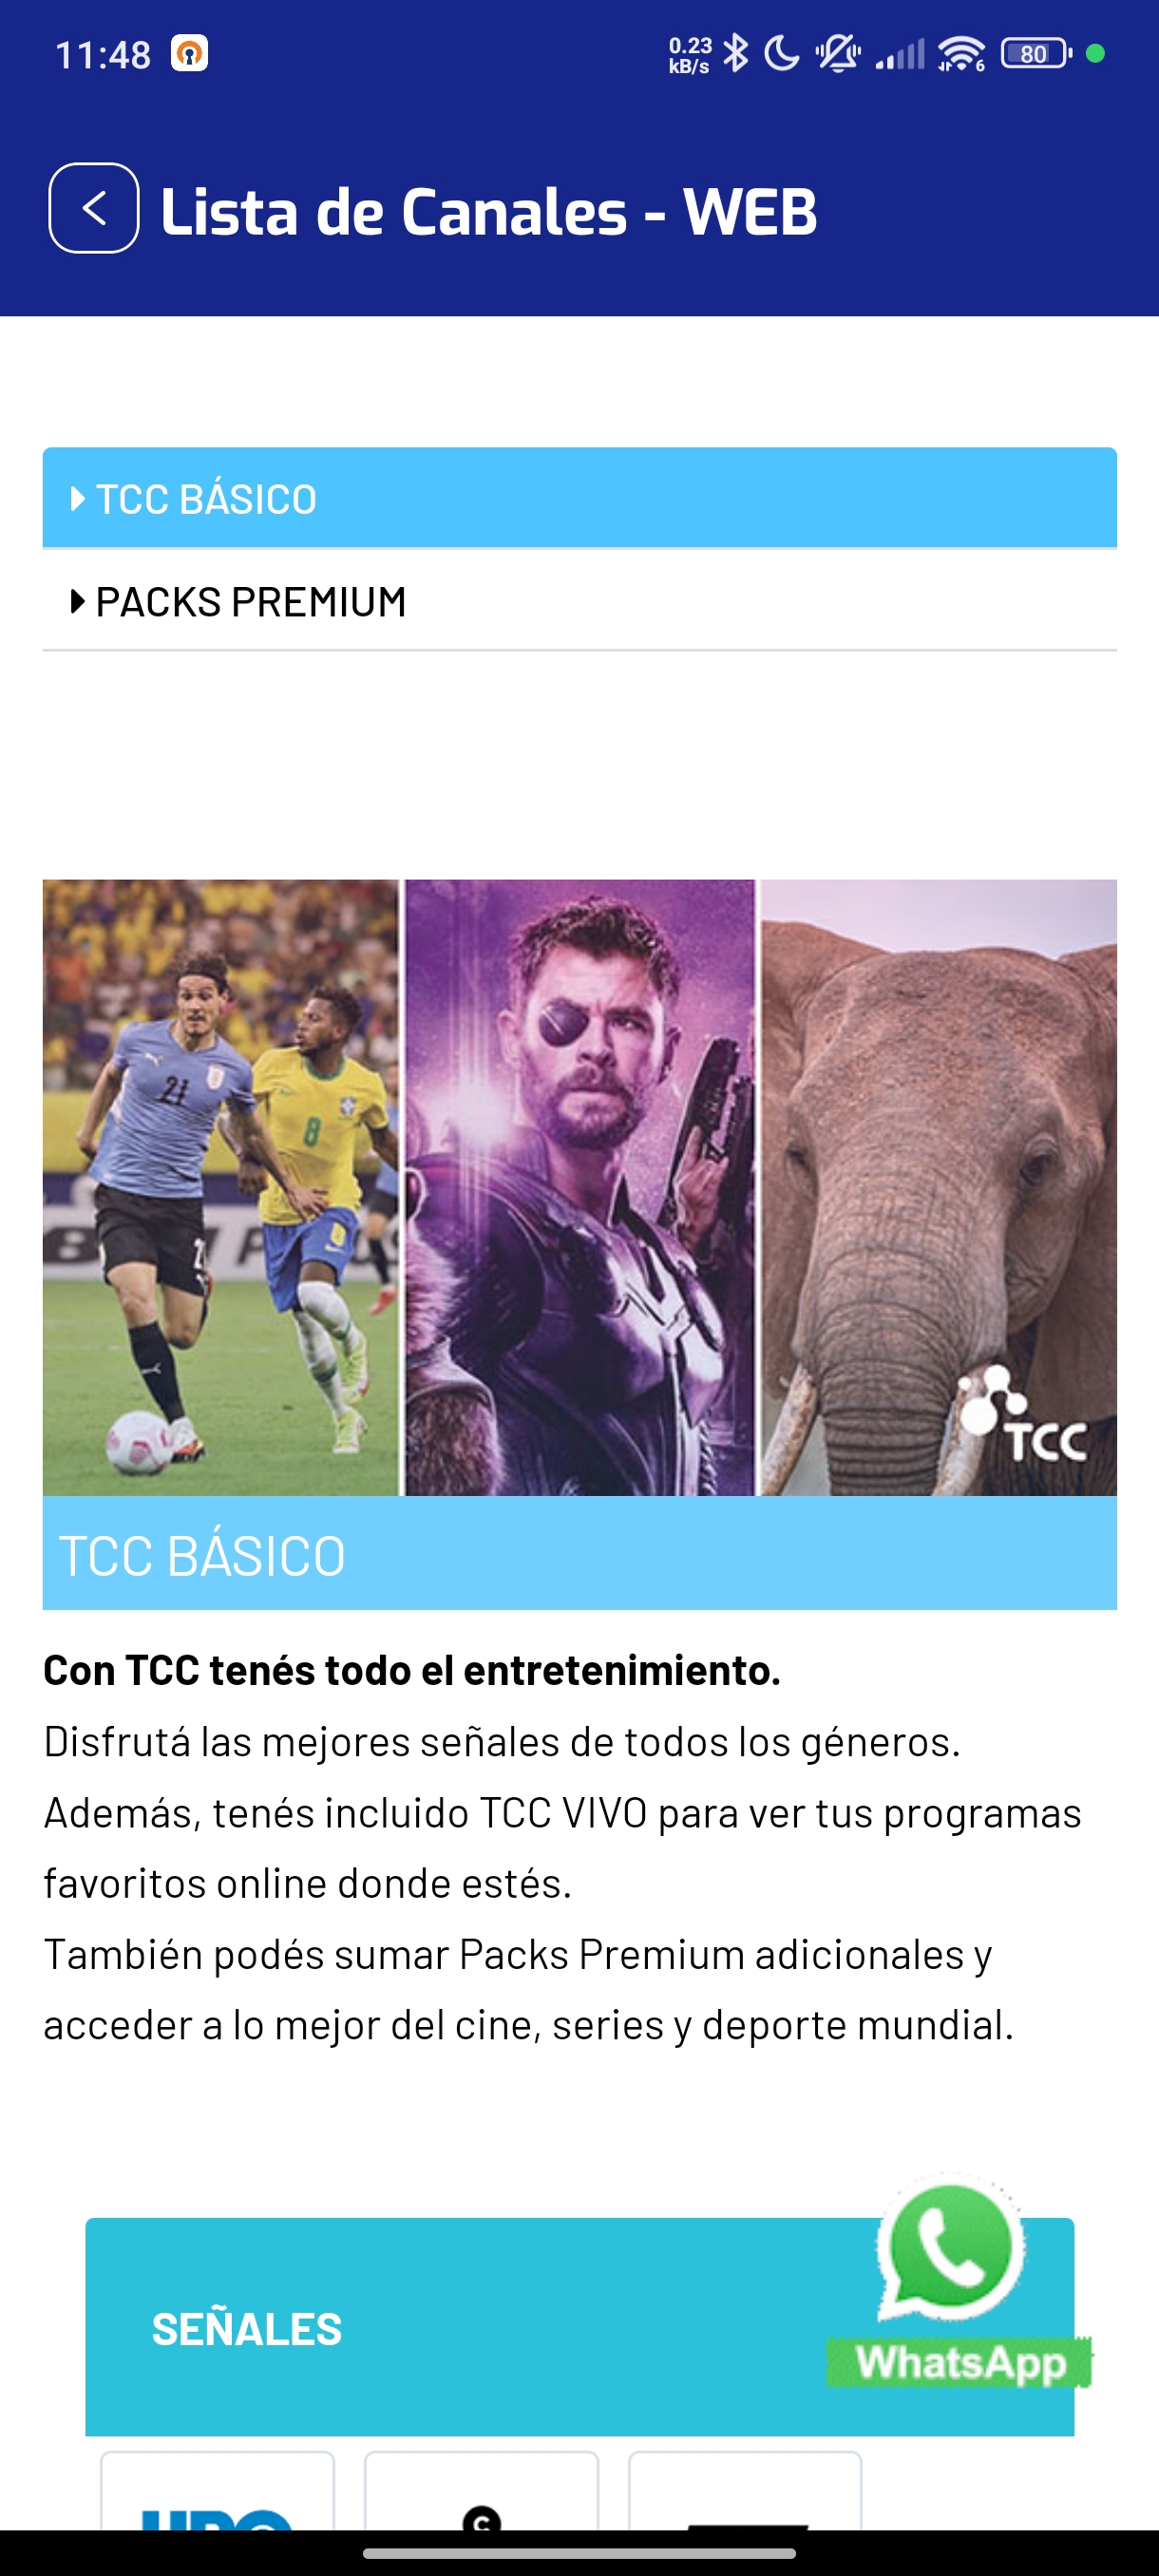 11:48
0.23
kB/s
6
80
Lista de Canales - WEB
TCC BÁSICO
PACKS PREMIUM
21
8
TCC
TCC BÁSICO
Con TCC tenés todo el entretenimiento.
Disfrutá las mejores señales de todos los géneros.
Además, tenés incluido TCC VIVO para ver tus programas
favoritos online donde estés.
También podés sumar Packs Premium adicionales y
acceder a lo mejor del cine, series y deporte mundial.
SEÑALES
WhatsApp